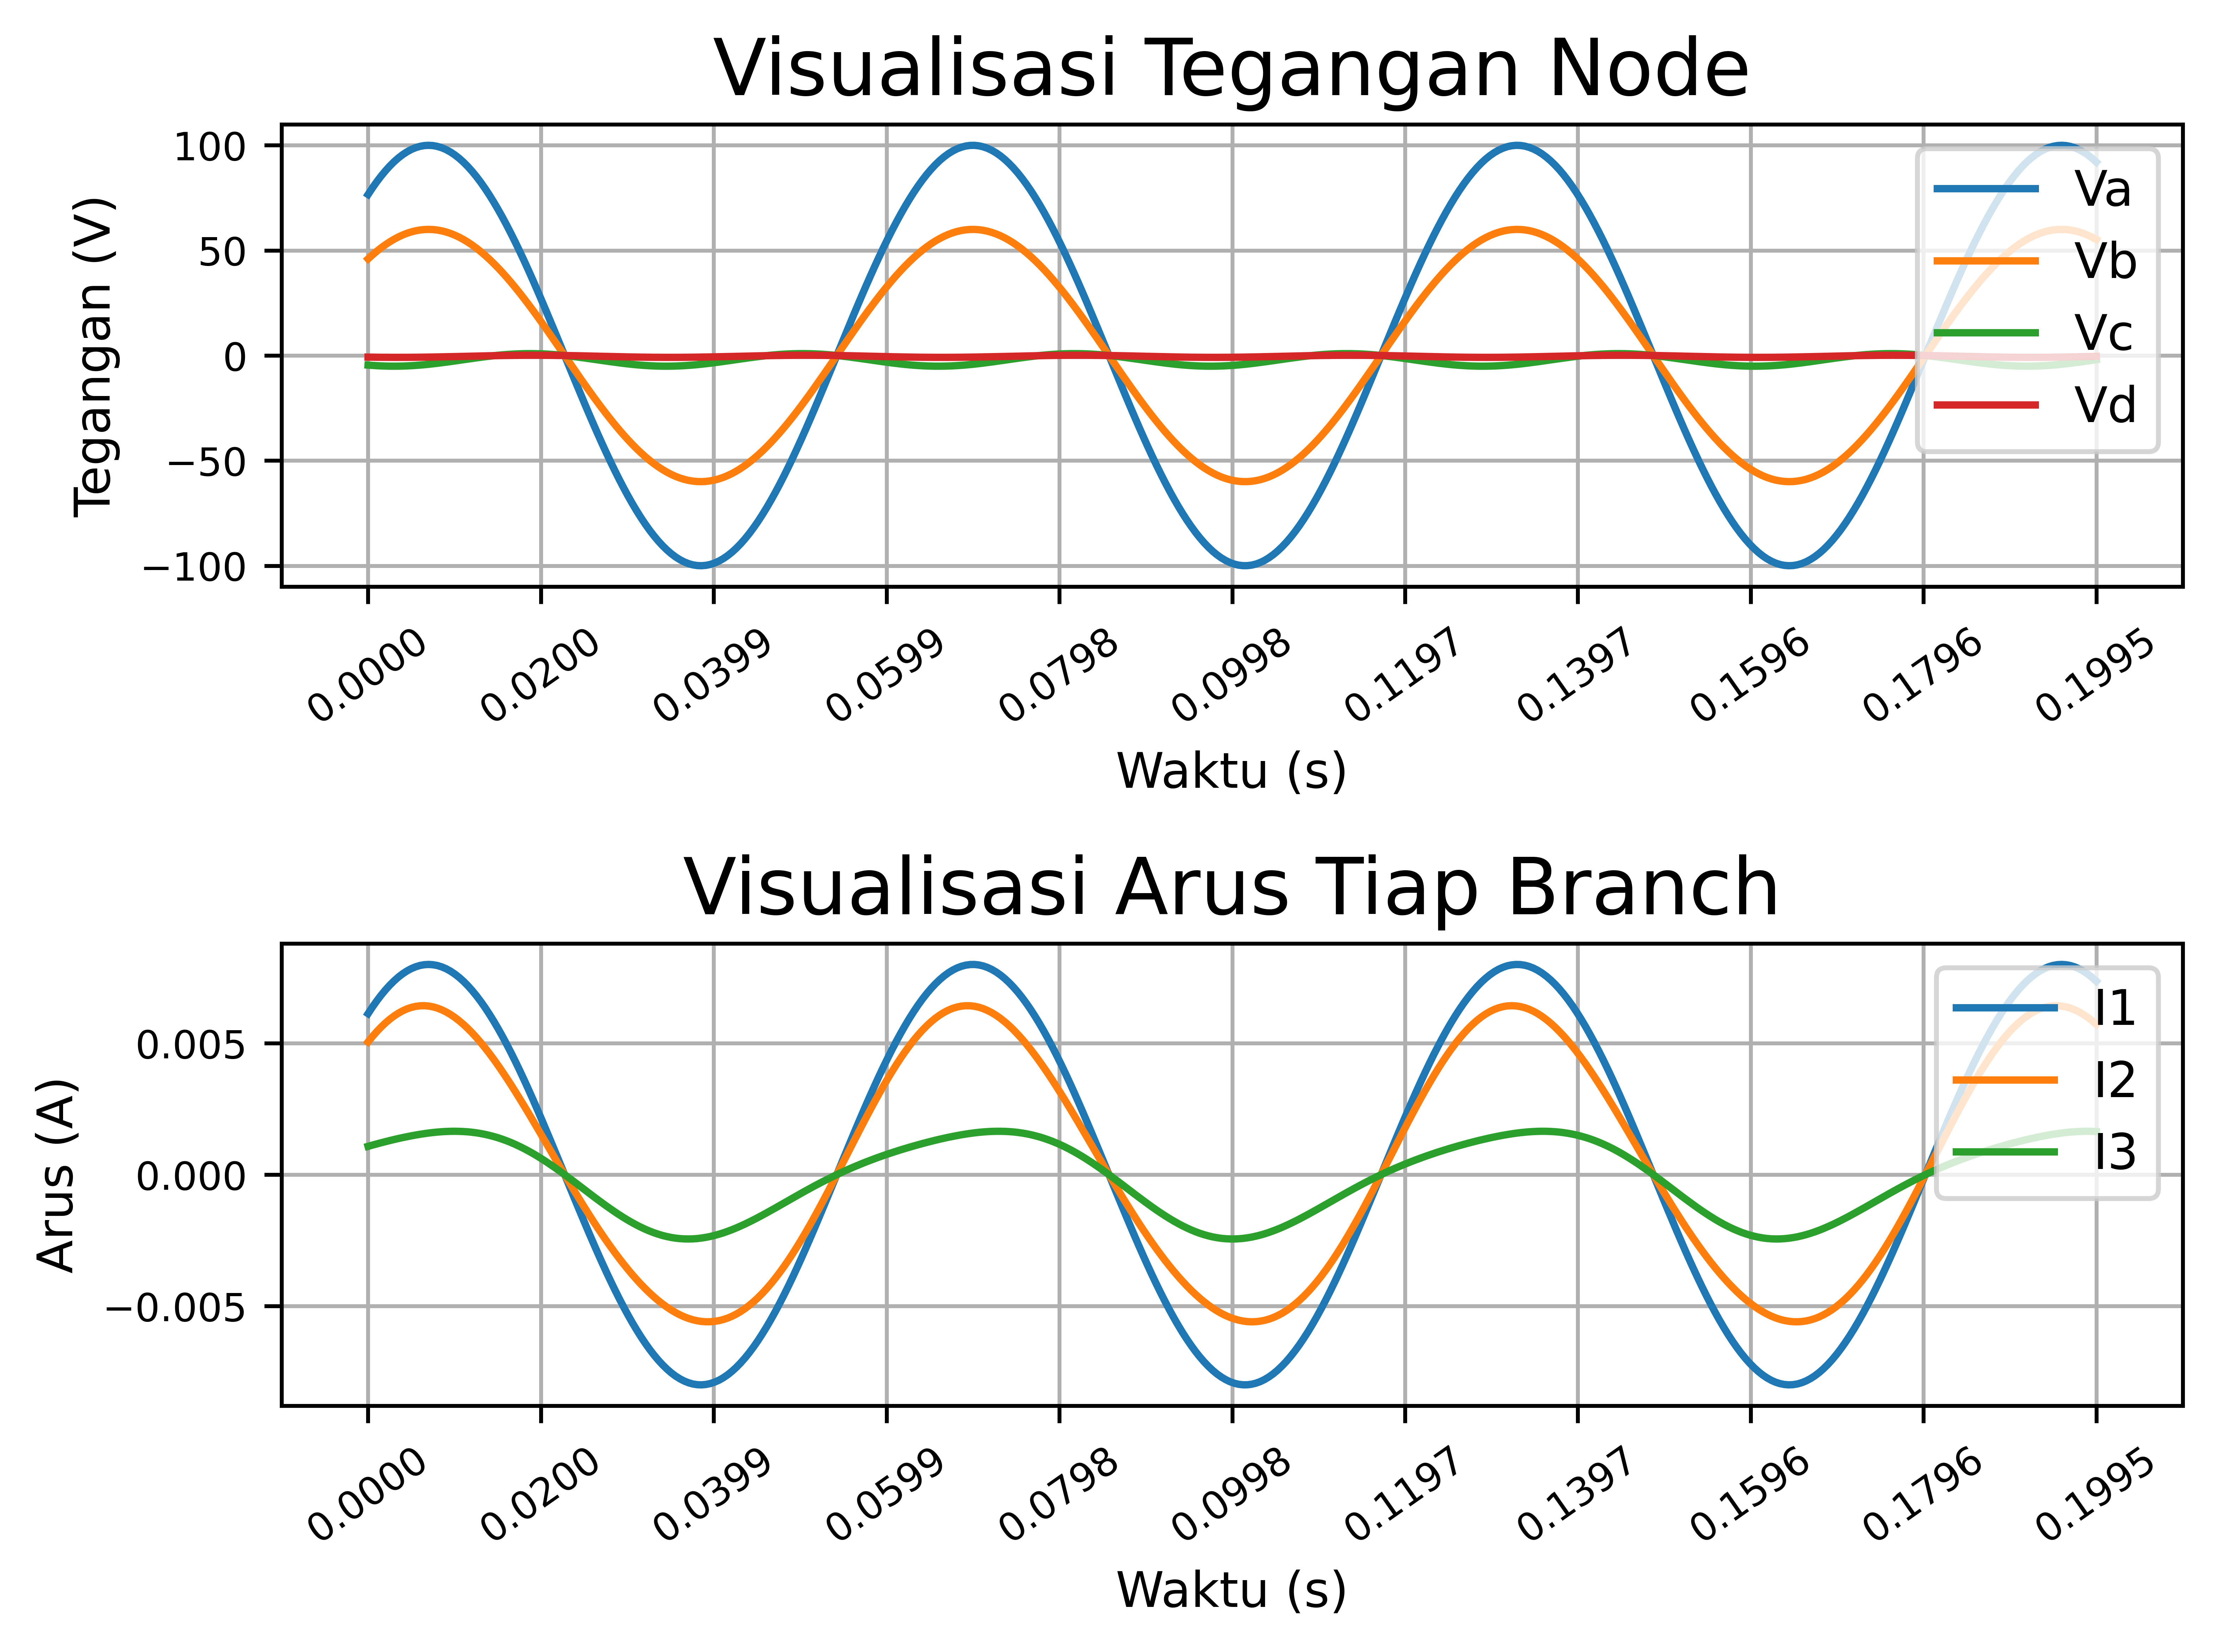 Visualisasi Tegangan Node
Tegangan (V)
100
50
0
−50
−100
Va
Vb
Vc
Vd
0.0000 0.0200 0.0399 0.0599 0.0798 0.0998 0.1197 0.1397 0.1596 0.1796 0.1995
Waktu (s)
Visualisasi Arus Tiap Branch
Arus (A)
0.005
0.000
−0.005
I1
I2
I3
0.0000 0.0200 0.0399 0.0599 0.0798 0.0998 0.1197 0.1397 0.1596 0.1796 0.1995
Waktu (s)